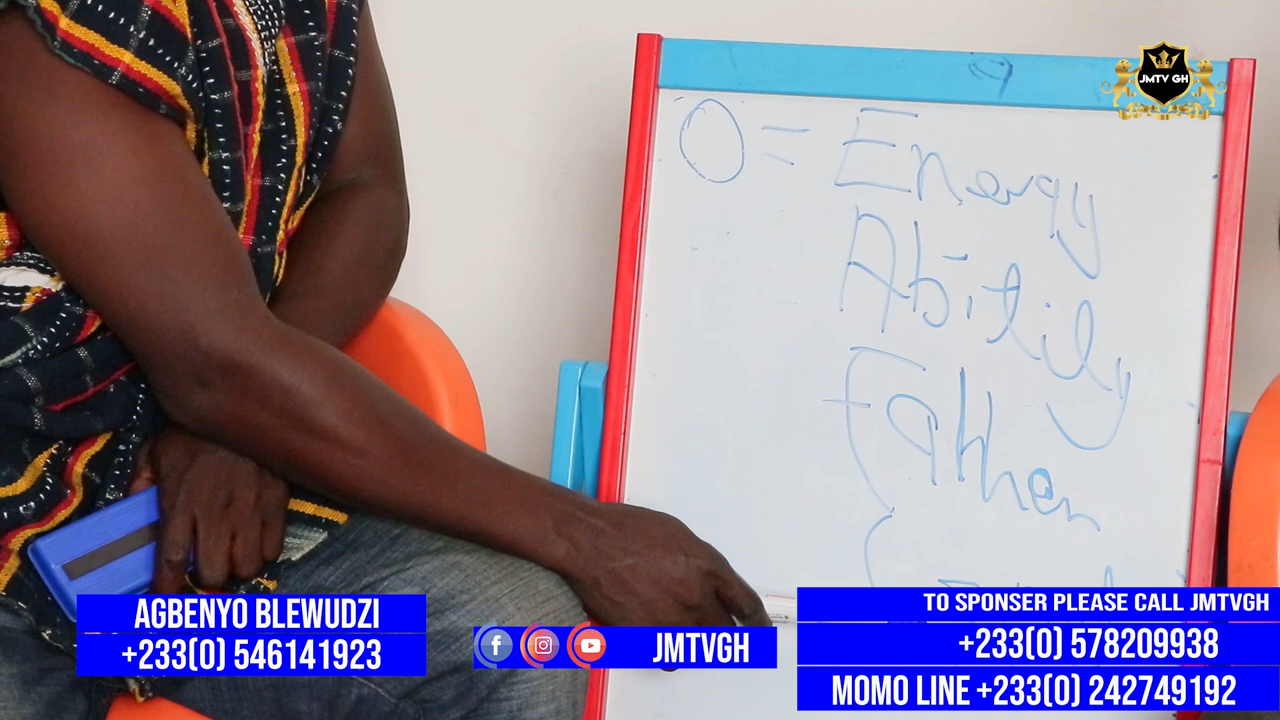 JMTV GH
O = Energy
Ability
Father
AGBENYO BLEWUDZI
+233(0) 546141923
JMTVGH
TO SPONSER PLEASE CALL JMTVGH
+233(0) 578209938
MOMO LINE +233(0) 242749192